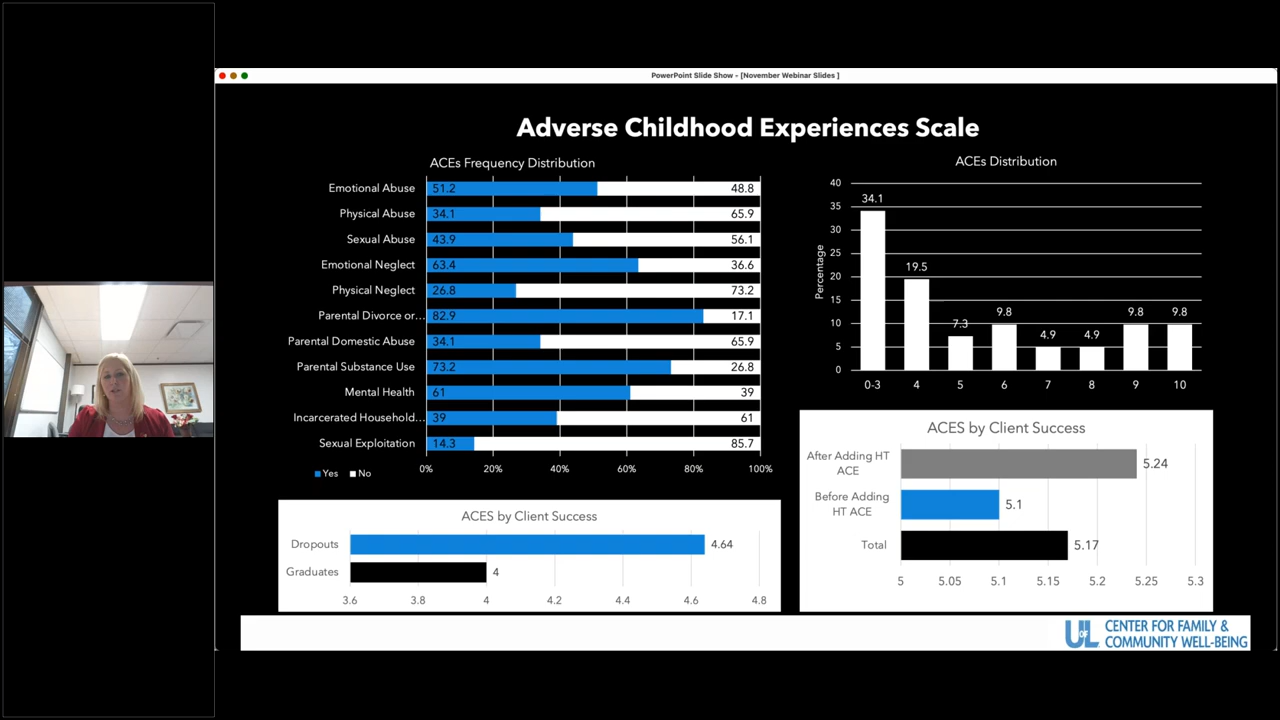 PowerPoint Slide Show - [November Webinar Slides ]
Adverse Childhood Experiences Scale
ACEs Frequency Distribution
Emotional Abuse 51.2 48.8
Physical Abuse 34.1 65.9
Sexual Abuse 43.9 56.1
Emotional Neglect 63.4 36.6
Physical Neglect 26.8 73.2
Parental Divorce or... 82.9 17.1
Parental Domestic Abuse 34.1 65.9
Parental Substance Use 73.2 26.8
Mental Health 61 39
Incarcerated Household... 39 61
Sexual Exploitation 14.3 85.7
0% 20% 40% 60% 80% 100%
Yes No
ACEs Distribution
Percentage
40
35
30
25
20
15
10
5
0
34.1 19.5 7.3 9.8 4.9 4.9 9.8 9.8
0-3 4 5 6 7 8 9 10
ACES by Client Success
Dropouts 4.64
Graduates 4
3.6 3.8 4 4.2 4.4 4.6 4.8
ACES by Client Success
After Adding HT
ACE
5.24
Before Adding
HT ACE
5.1
Total 5.17
5 5.05 5.1 5.15 5.2 5.25 5.3
UofL
CENTER FOR FAMILY &
COMMUNITY WELL-BEING